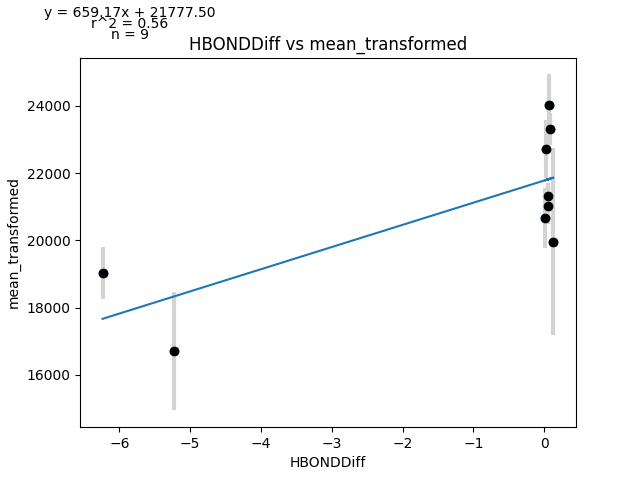 y = 659.17x + 21777.50
r^2 = 0.56
n = 9
HBONDDiff vs mean_transformed
24000
22000
20000
18000
16000
mean_transformed
−6
−5
−4
−3
−2
−1
0
HBONDDiff